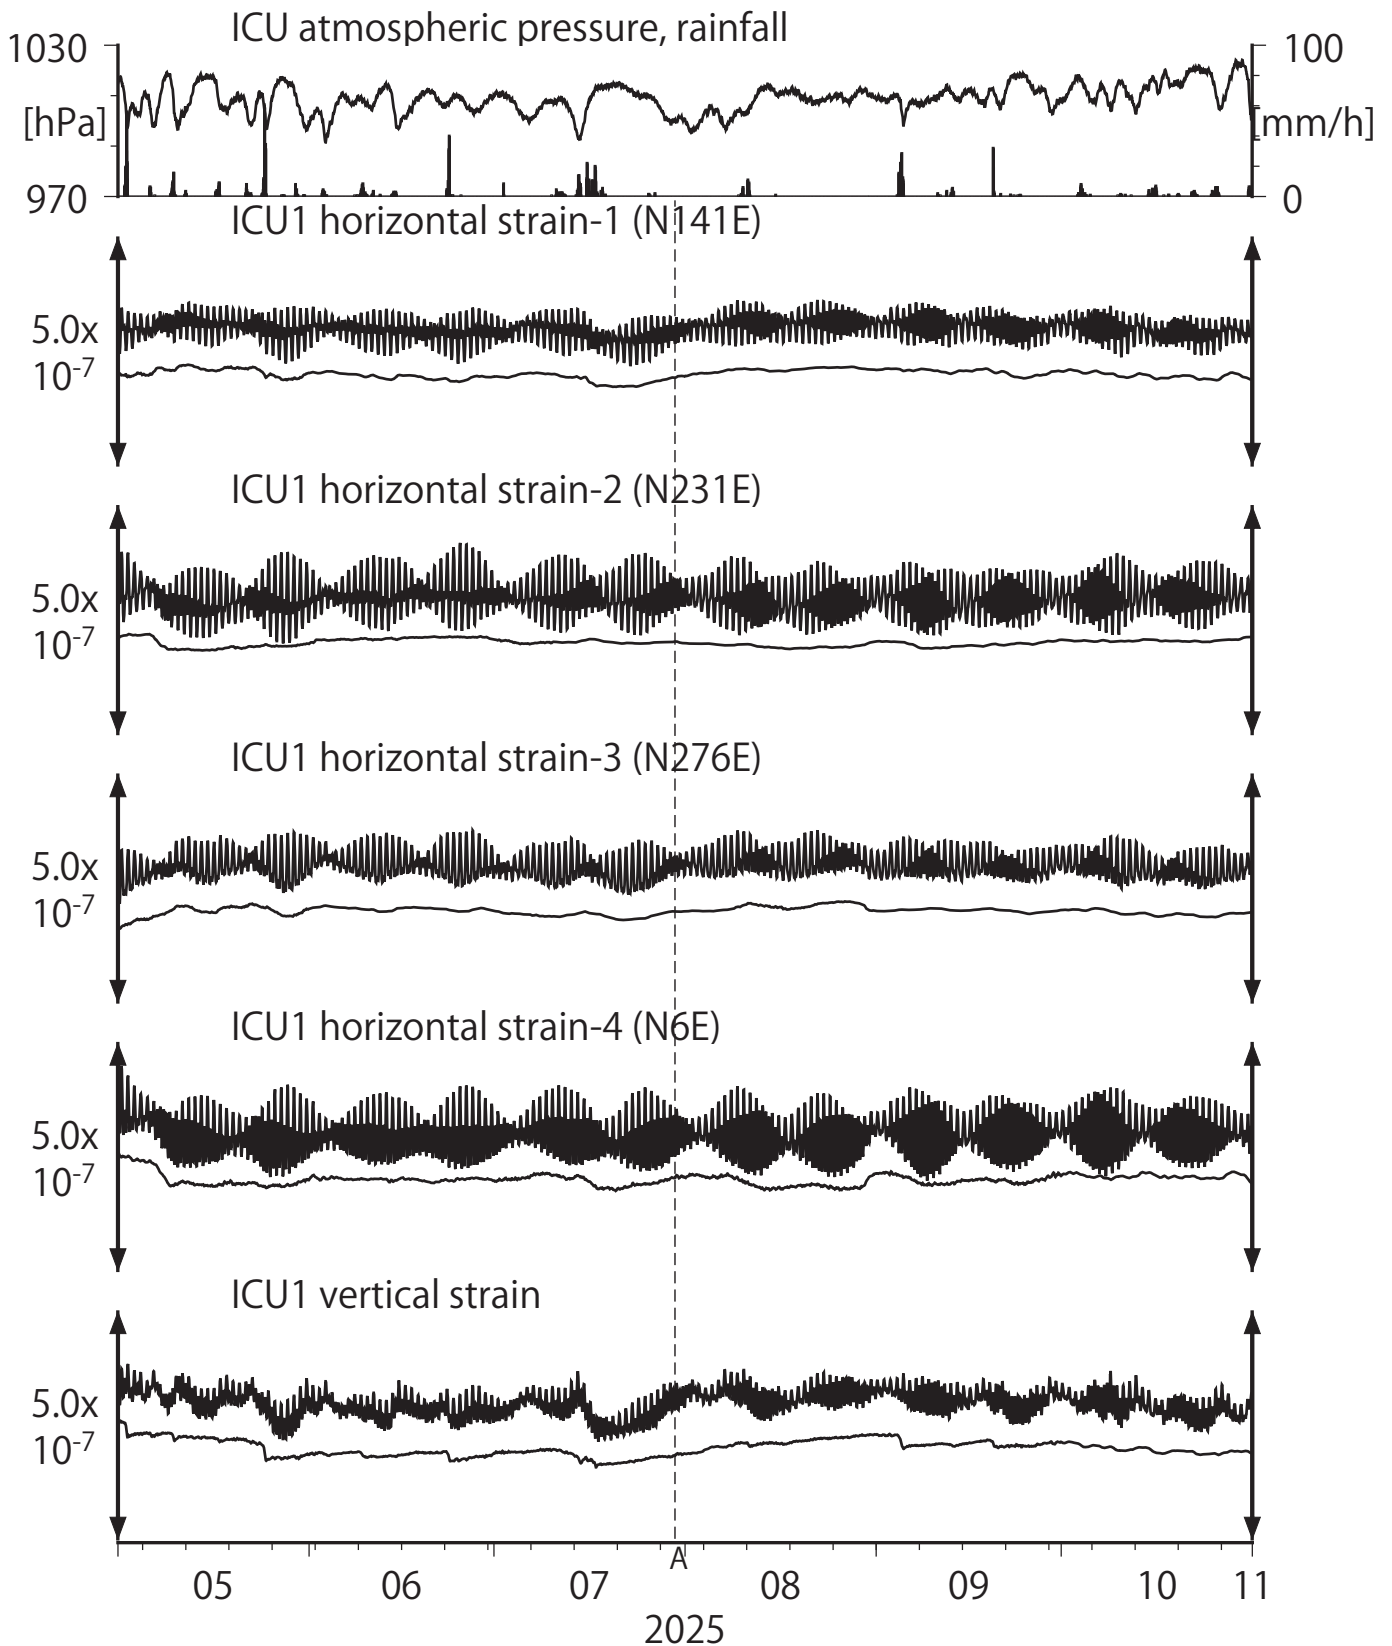 ICU atmospheric pressure, rainfall
1030
100
[hPa]
[mm/h]
970
0
ICU1 horizontal strain-1 (N141E)
5.0x
10-7
ICU1 horizontal strain-2 (N231E)
5.0x
10-7
ICU1 horizontal strain-3 (N276E)
5.0x
10-7
ICU1 horizontal strain-4 (N6E)
5.0x
10-7
ICU1 vertical strain
5.0x
10-7
A
05 06 07 08 09 10 11
2025